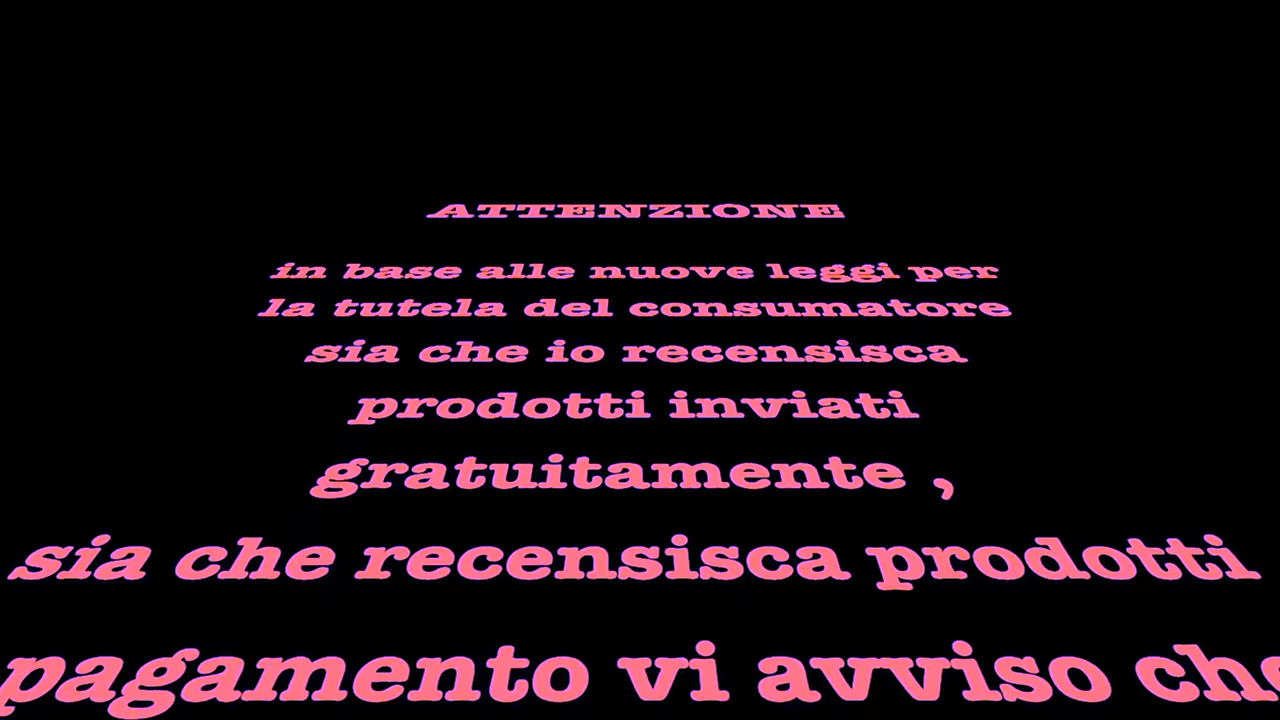 ATTENZIONE
in base alle nuove leggi per
la tutela del consumatore
sia che io recensisca
prodotti inviati
gratuitamente ,
sia che recensisca prodotti
pagamento vi avviso che